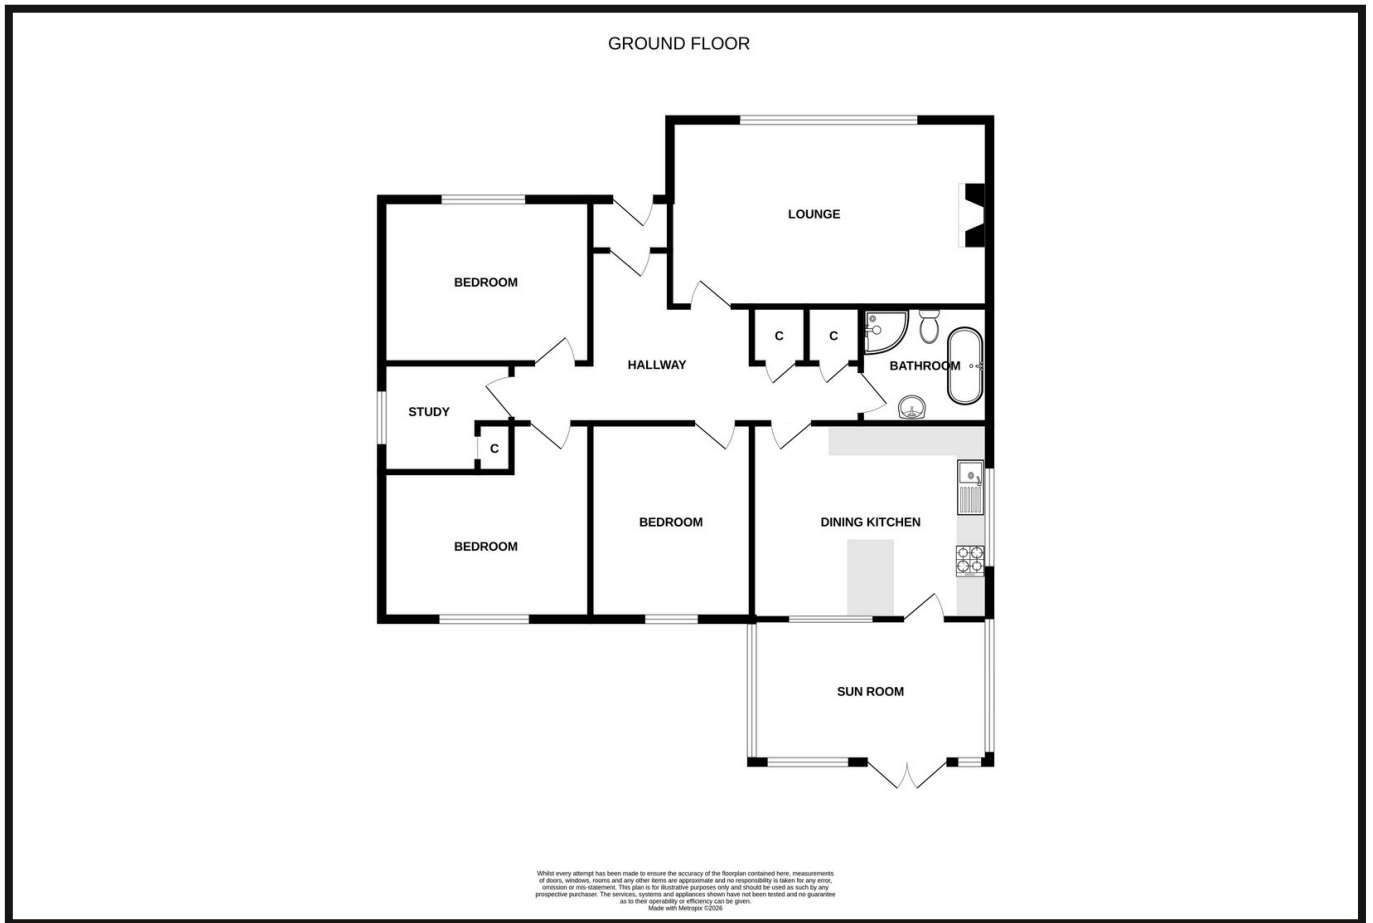 GROUND FLOOR
LOUNGE
BEDROOM
C
C
HALLWAY
BATHROOM
STUDY
C
BEDROOM
BEDROOM
DINING KITCHEN
SUN ROOM
Whilst every attempt has been made to ensure the accuracy of the floorplan contained here, measurements
of doors, windows, rooms and any other items are approximate and no responsibility is taken for any error,
omission or mis-statement. This plan is for illustrative purposes only and should be used as such by any
prospective purchaser. The services, systems and appliances shown have not been tested and no guarantee
as to their operability or efficiency can be given.
Made with Metropix ©2026